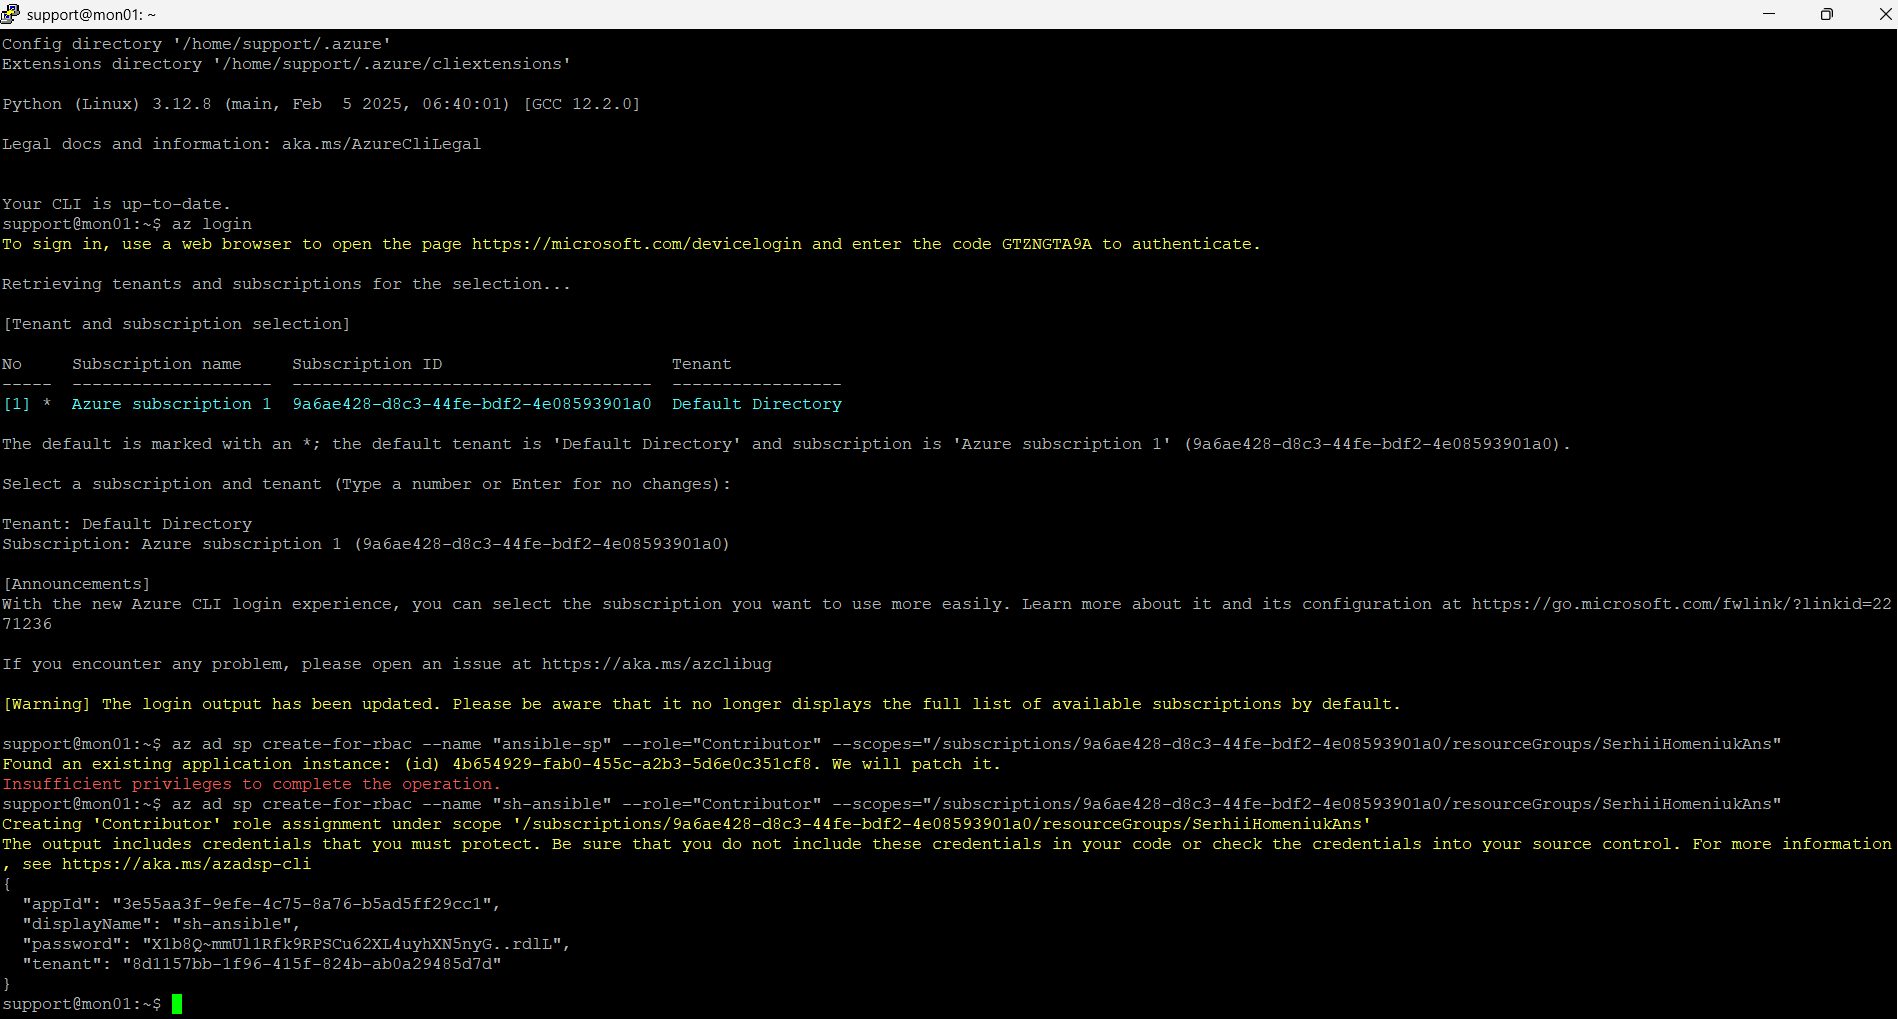 support@mon01: ~
Config directory '/home/support/.azure'
Extensions directory '/home/support/.azure/cliextensions'
Python (Linux) 3.12.8 (main, Feb  5 2025, 06:40:01) [GCC 12.2.0]
Legal docs and information: aka.ms/AzureCliLegal
Your CLI is up-to-date.
support@mon01:~$ az login
To sign in, use a web browser to open the page https://microsoft.com/devicelogin and enter the code GTZNGTA9A to authenticate.
Retrieving tenants and subscriptions for the selection...
[Tenant and subscription selection]
No     Subscription name     Subscription ID                       Tenant
-----  --------------------  ------------------------------------  -----------------
[1] *  Azure subscription 1  9a6ae428-d8c3-44fe-bdf2-4e08593901a0  Default Directory
The default is marked with an *; the default tenant is 'Default Directory' and subscription is 'Azure subscription 1' (9a6ae428-d8c3-44fe-bdf2-4e08593901a0).
Select a subscription and tenant (Type a number or Enter for no changes):
Tenant: Default Directory
Subscription: Azure subscription 1 (9a6ae428-d8c3-44fe-bdf2-4e08593901a0)
[Announcements]
With the new Azure CLI login experience, you can select the subscription you want to use more easily. Learn more about it and its configuration at https://go.microsoft.com/fwlink/?linkid=22
71236
If you encounter any problem, please open an issue at https://aka.ms/azclibug
[Warning] The login output has been updated. Please be aware that it no longer displays the full list of available subscriptions by default.
support@mon01:~$ az ad sp create-for-rbac --name "ansible-sp" --role="Contributor" --scopes="/subscriptions/9a6ae428-d8c3-44fe-bdf2-4e08593901a0/resourceGroups/SerhiiHomeniukAns"
Found an existing application instance: (id) 4b654929-fab0-455c-a2b3-5d6e0c351cf8. We will patch it.
Insufficient privileges to complete the operation.
support@mon01:~$ az ad sp create-for-rbac --name "sh-ansible" --role="Contributor" --scopes="/subscriptions/9a6ae428-d8c3-44fe-bdf2-4e08593901a0/resourceGroups/SerhiiHomeniukAns"
Creating 'Contributor' role assignment under scope '/subscriptions/9a6ae428-d8c3-44fe-bdf2-4e08593901a0/resourceGroups/SerhiiHomeniukAns'
The output includes credentials that you must protect. Be sure that you do not include these credentials in your code or check the credentials into your source control. For more information
, see https://aka.ms/azadsp-cli
{
  "appId": "3e55aa3f-9efe-4c75-8a76-b5ad5ff29cc1",
  "displayName": "sh-ansible",
  "password": "X1b8Q~mmUl1Rfk9RPSCu62XL4uyhXN5nyG..rdlL",
  "tenant": "8d1157bb-1f96-415f-824b-ab0a29485d7d"
}
support@mon01:~$